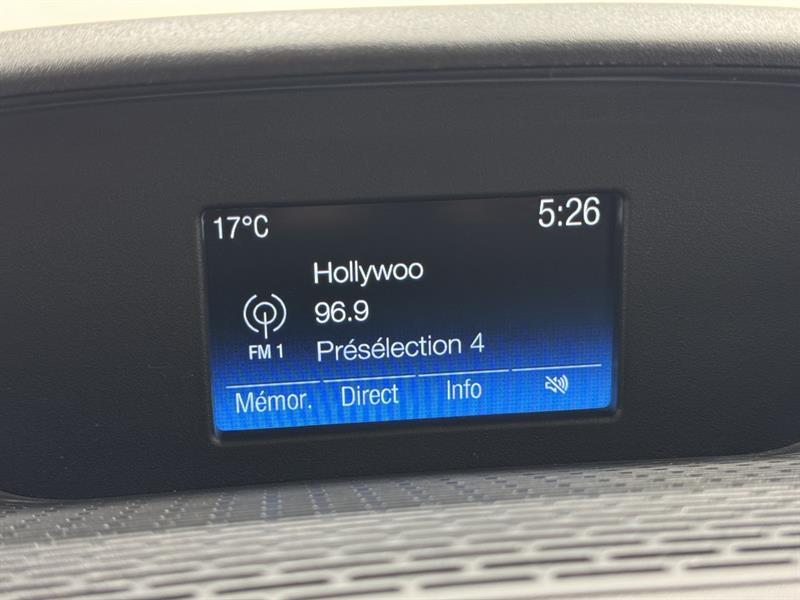 17°C 5:26
Hollywoo
96.9
FM 1
Présélection 4
Mémor. Direct Info